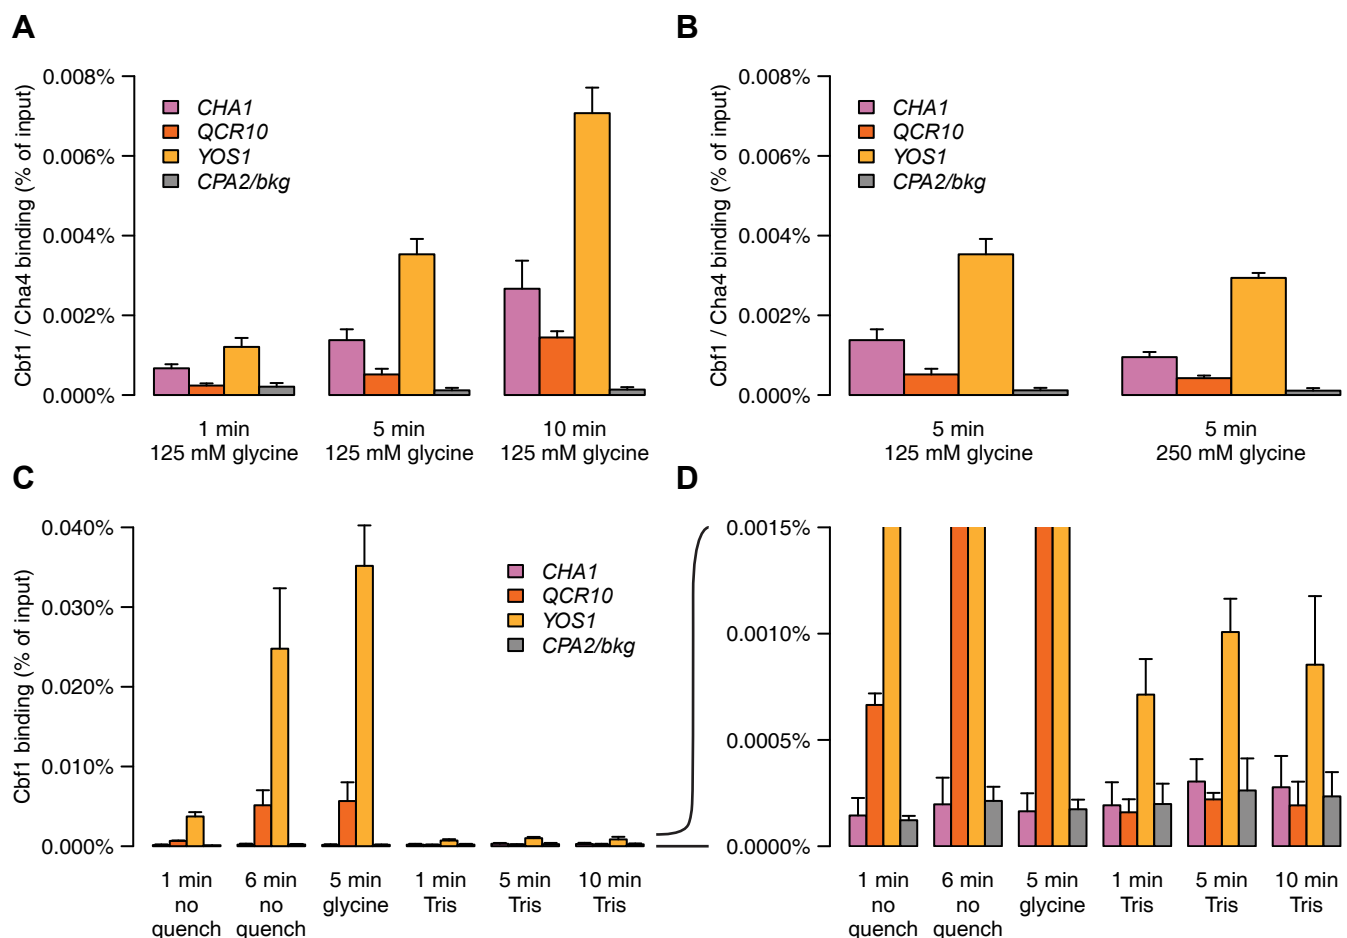 A
Cbf1 / Cha4 binding (% of input)
0.008%
0.006%
0.004%
0.002%
0.000%
CHA1
QCR10
YOS1
CPA2/bkg
1 min
125 mM glycine
5 min
125 mM glycine
10 min
125 mM glycine
B
Cbf1 / Cha4 binding (% of input)
0.008%
0.006%
0.004%
0.002%
0.000%
CHA1
QCR10
YOS1
CPA2/bkg
5 min
125 mM glycine
5 min
250 mM glycine
C
Cbf1 binding (% of input)
0.040%
0.030%
0.020%
0.010%
0.000%
CHA1
QCR10
YOS1
CPA2/bkg
1 min
no
quench
6 min
no
quench
5 min
glycine
1 min
Tris
5 min
Tris
10 min
Tris
D
0.0015%
0.0010%
0.0005%
0.0000%
1 min
no
quench
6 min
no
quench
5 min
glycine
1 min
Tris
5 min
Tris
10 min
Tris